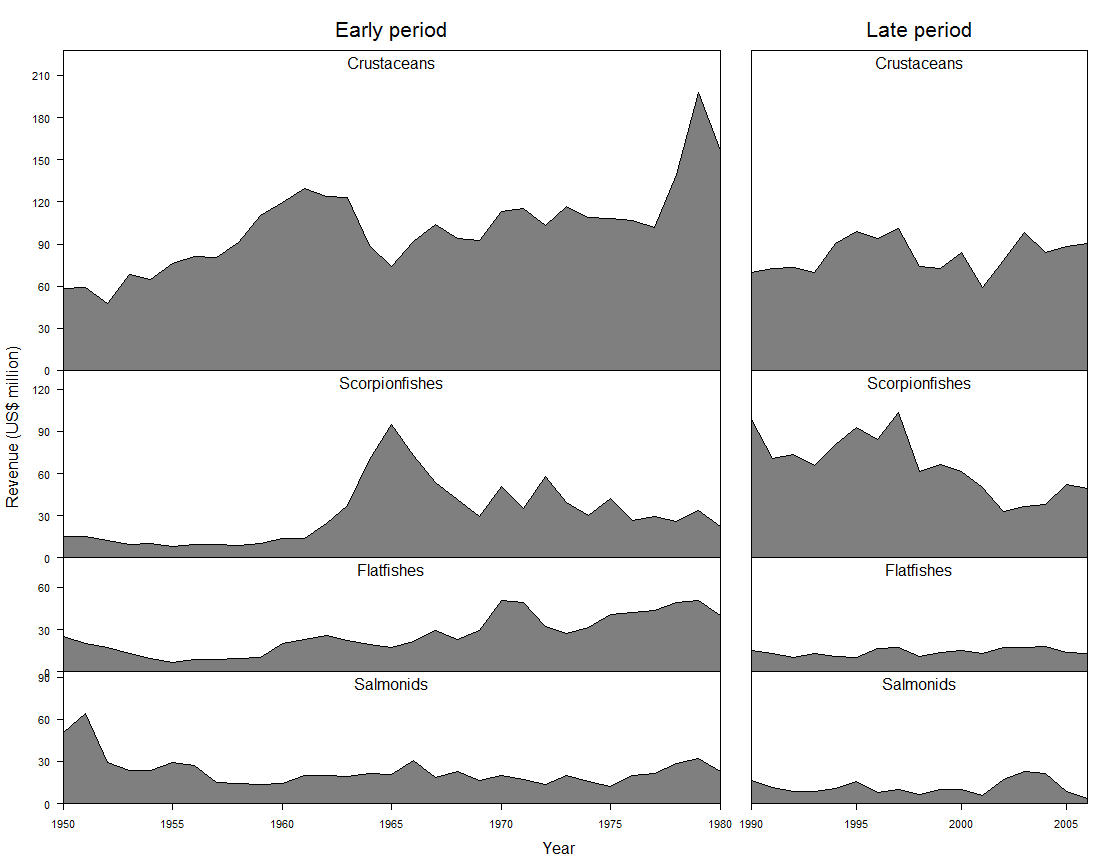 Early period
Late period
Crustaceans
Crustaceans
210
180
150
120
90
60
30
0
Scorpionfishes
Scorpionfishes
120
90
60
30
0
Revenue (US$ million)
Flatfishes
Flatfishes
60
30
0
Salmonids
Salmonids
90
60
30
0
1950 1955 1960 1965 1970 1975 1980 1990 1995 2000 2005
Year